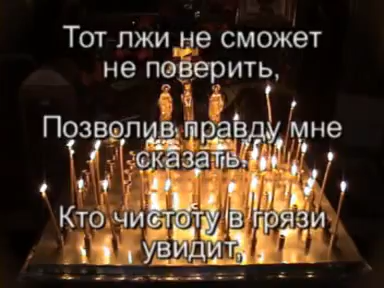 Тот лжи не сможет
не поверить,
Позволив правду мне
сказать.
Кто чистоту в грязи
увидит,